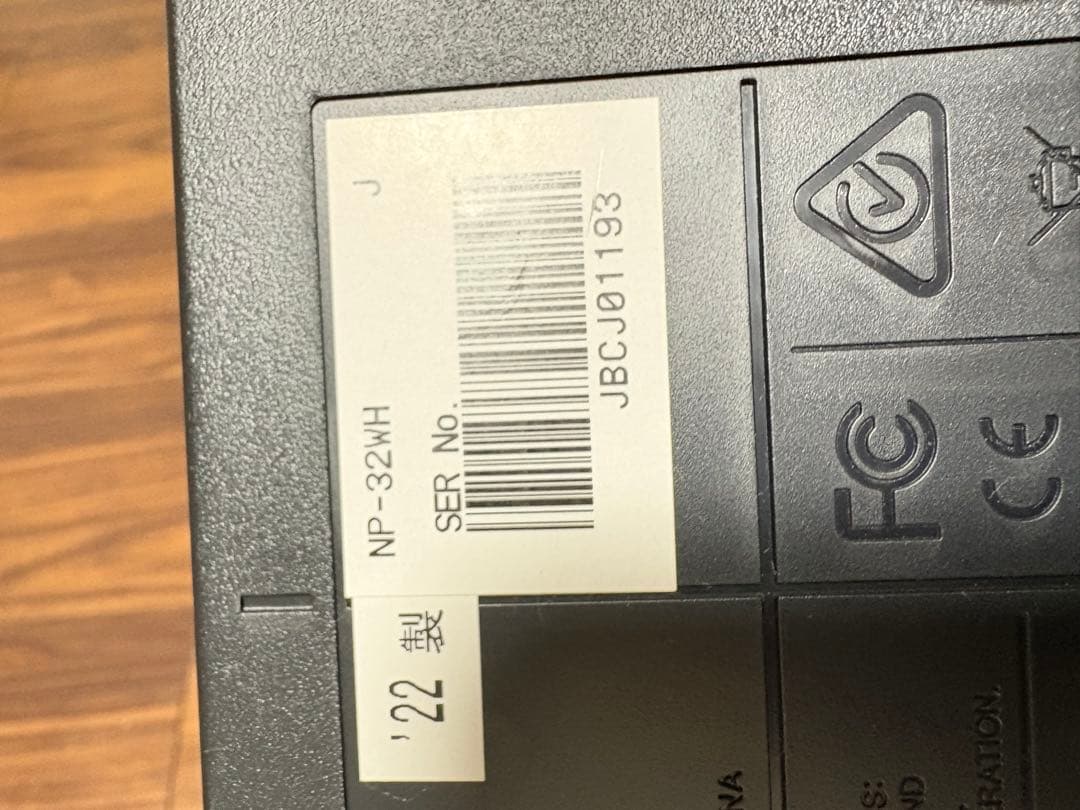 J
NP-32WH
SER No.
JBCJ01193
'22 製
FC
CE
NA
S:
ND
RATION.